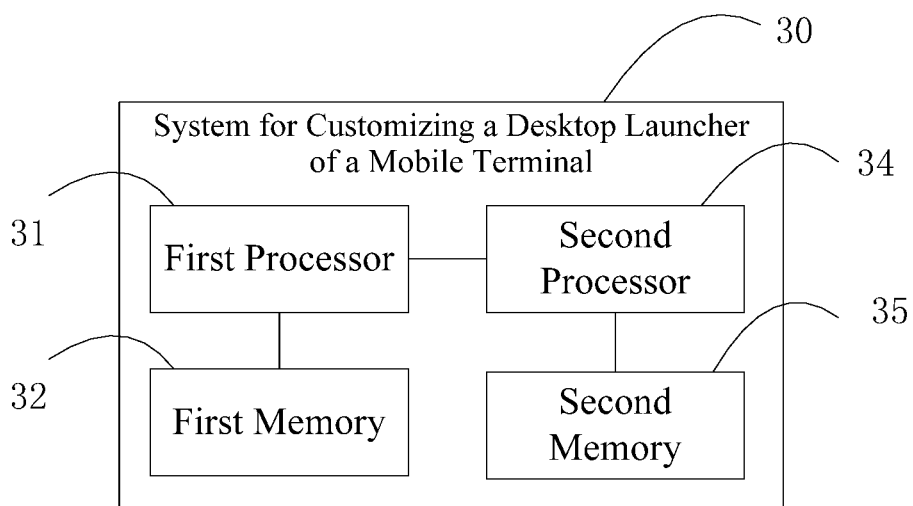 30
System for Customizing a Desktop Launcher
of a Mobile Terminal
34
31
First Processor
Second
Processor
35
32
First Memory
Second
Memory